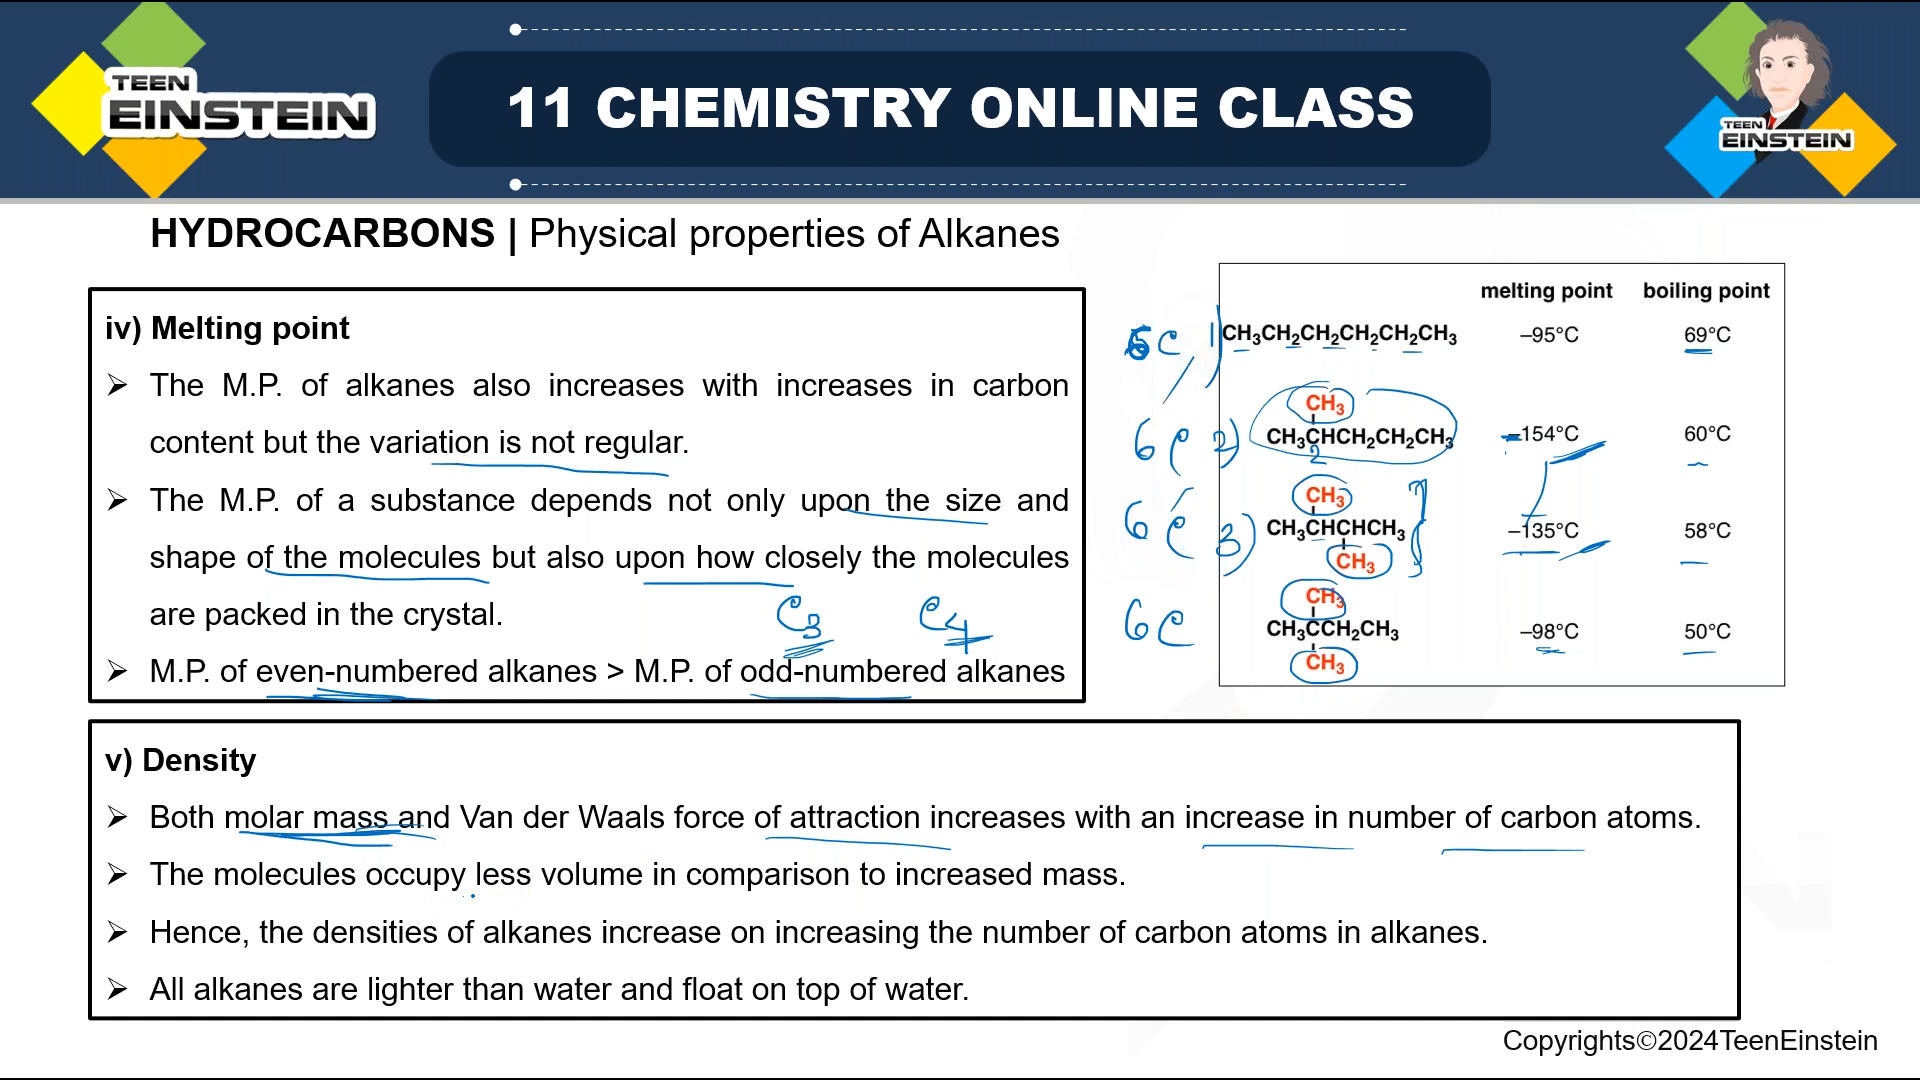 TEEN
EINSTEIN
11 CHEMISTRY ONLINE CLASS
TEEN
EINSTEIN
HYDROCARBONS | Physical properties of Alkanes
iv) Melting point
➢ The M.P. of alkanes also increases with increases in carbon
content but the variation is not regular.
➢ The M.P. of a substance depends not only upon the size and
shape of the molecules but also upon how closely the molecules
are packed in the crystal.
C3 C4
➢ M.P. of even-numbered alkanes > M.P. of odd-numbered alkanes
melting point boiling point
C 1) CH₃CH₂CH₂CH₂CH₂CH₃ –95°C 69°C
CH₃
6C 2) CH₃CHCH₂CH₂CH₃ –154°C 60°C
2
CH₃
6C 3) CH₃CHCHCH₃ –135°C 58°C
CH₃
CH₃
6C CH₃CCH₂CH₃ –98°C 50°C
CH₃
v) Density
➢ Both molar mass and Van der Waals force of attraction increases with an increase in number of carbon atoms.
➢ The molecules occupy less volume in comparison to increased mass.
➢ Hence, the densities of alkanes increase on increasing the number of carbon atoms in alkanes.
➢ All alkanes are lighter than water and float on top of water.
Copyrights©2024TeenEinstein